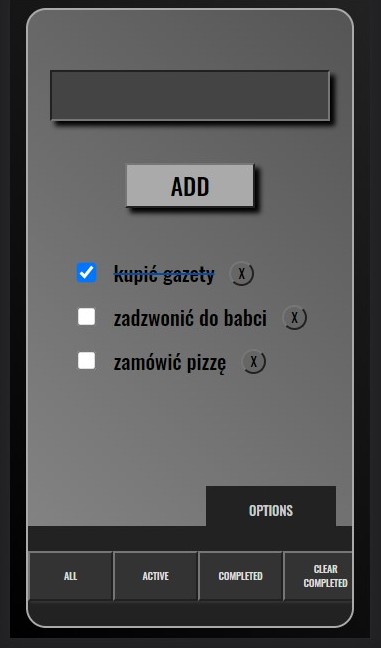 ADD
kupić gazety X
zadzwonić do babci X
zamówić pizzę X
OPTIONS
ALL ACTIVE COMPLETED CLEAR
COMPLETED